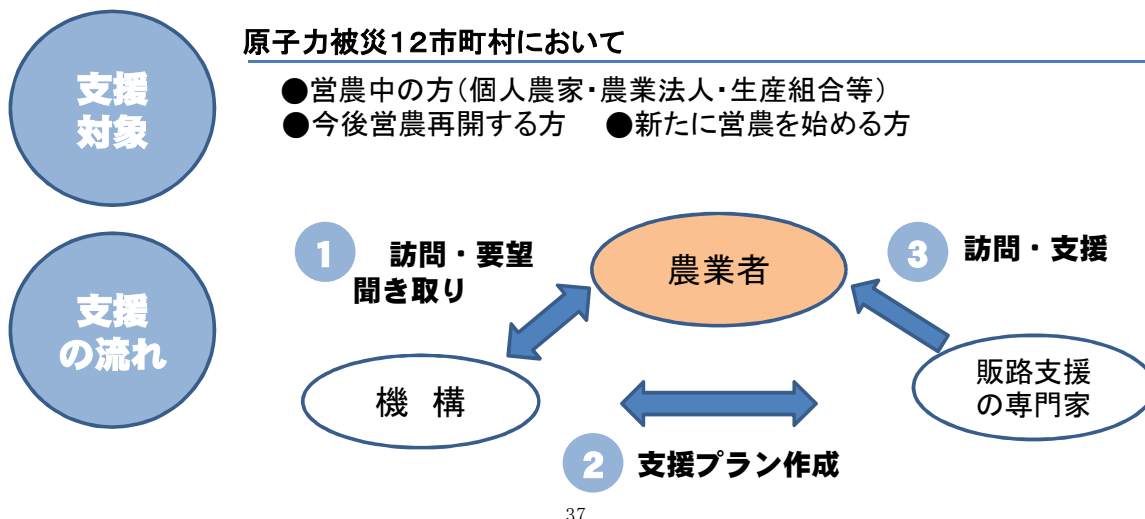 支援
対象
原子力被災12市町村において
●営農中の方(個人農家・農業法人・生産組合等)
●今後営農再開する方　●新たに営農を始める方
支援
の流れ
1 訪問・要望
聞き取り
農業者
3 訪問・支援
機 構
販路支援
の専門家
2 支援プラン作成
37